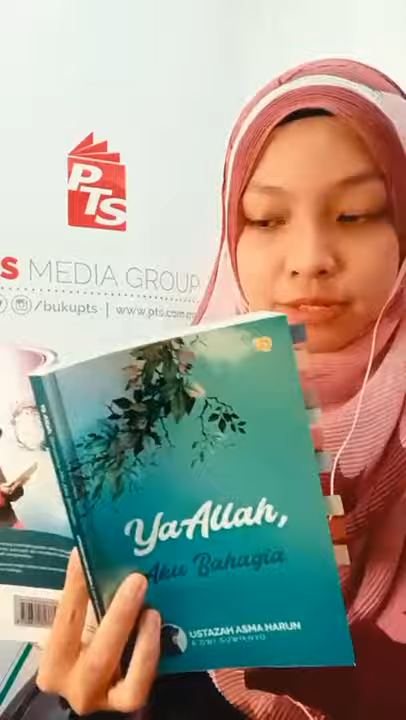 PTS
S MEDIA GROUP
/bukupts | www.pts.com
Ya Allah,
Aku Bahagia
USTAZAH ASMA HARUN